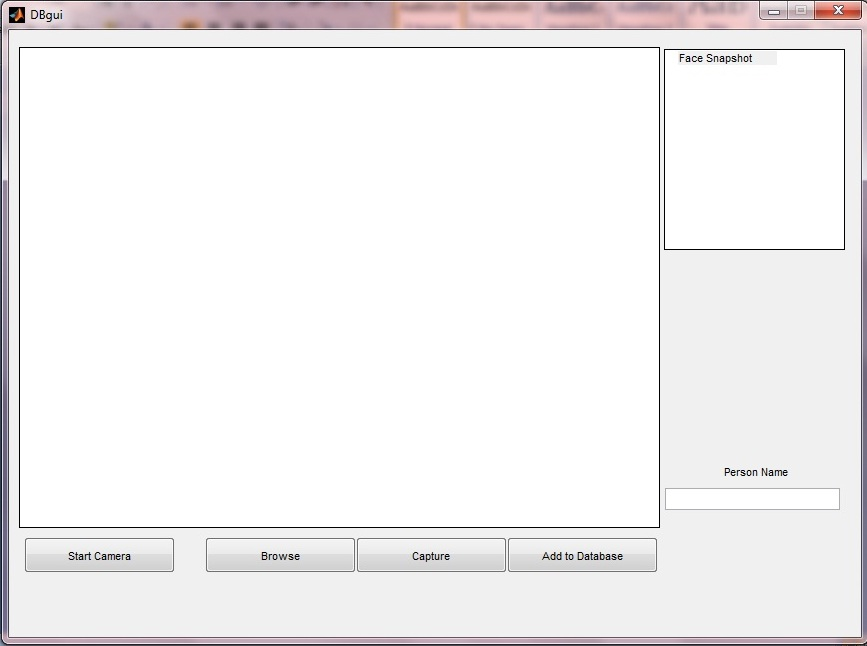 DBgui
Face Snapshot
Person Name
Start Camera
Browse
Capture
Add to Database